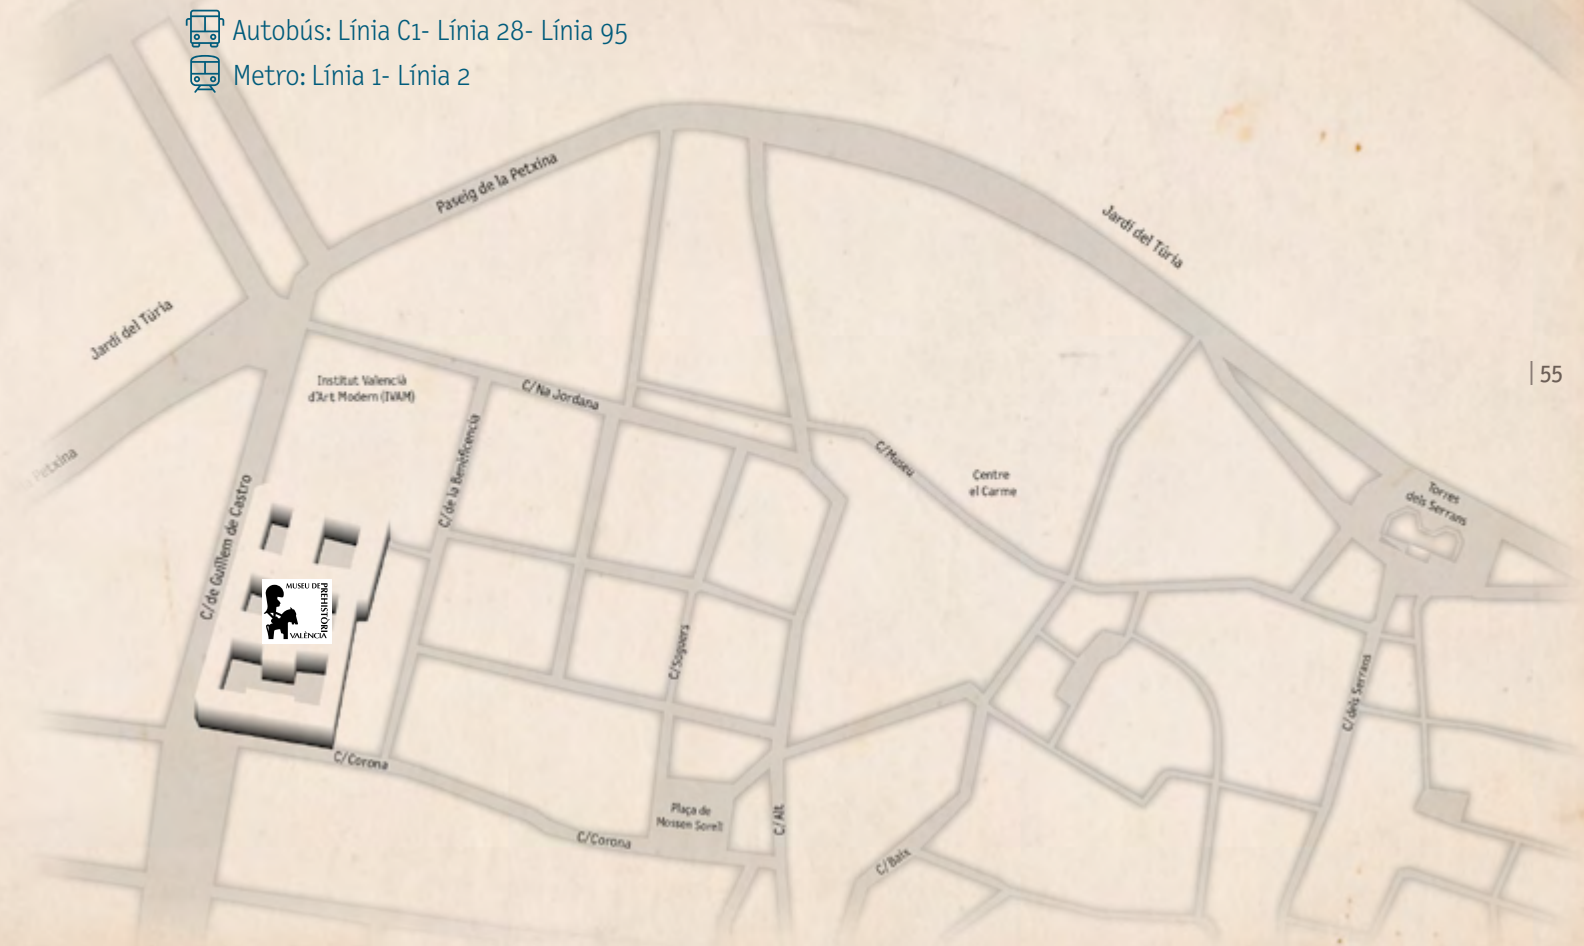 Autobús: Línia C1- Línia 28- Línia 95
Metro: Línia 1- Línia 2
Paseig de la Petxina
Jardí del Túria
Jardí del Túria
| 55
Institut Valencià
d'Art Modern (IVAM)
C/Na Jordana
C/de la Beneficencia
C/Museu
Centre
el Carme
Petxina
Torres
dels Serrans
C/de Guillem de Castro
MUSEU DE
PREHISTÒRIA
VALÈNCIA
C/Soguers
C/dels Serrans
C/Corona
Plaça de
Mossen Sorell
C/Alt
C/Corona
C/Baix